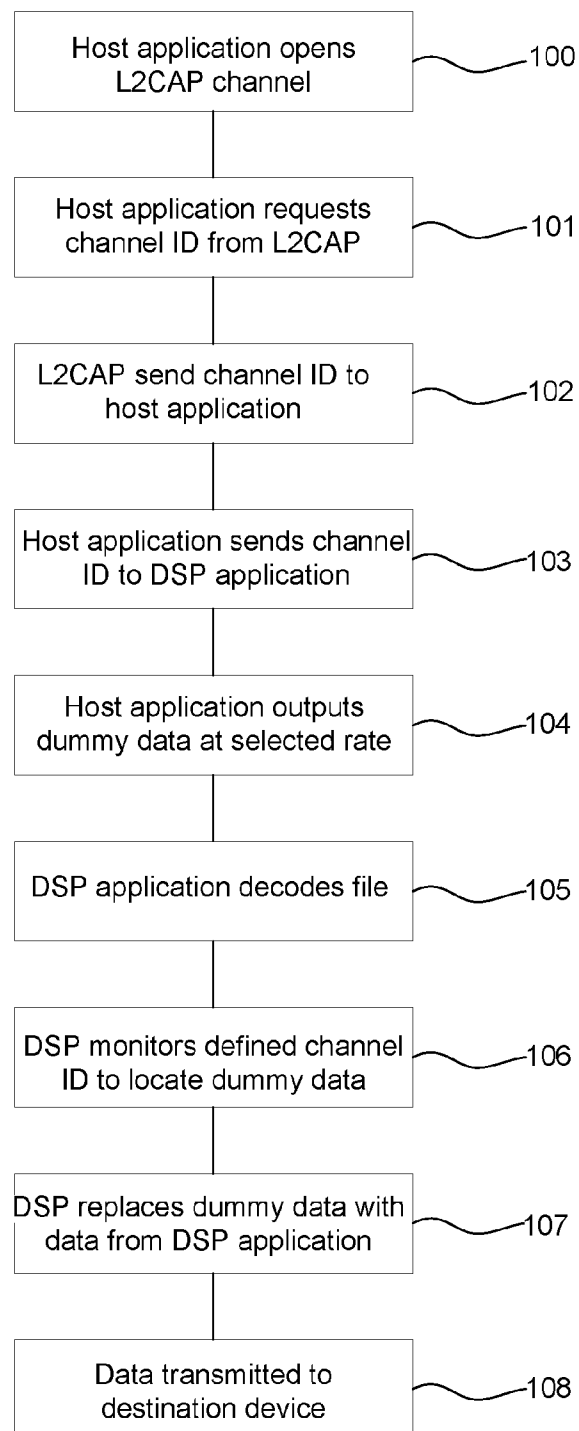 Host application opens
L2CAP channel
100
Host application requests
channel ID from L2CAP
101
L2CAP send channel ID to
host application
102
Host application sends channel
ID to DSP application
103
Host application outputs
dummy data at selected rate
104
DSP application decodes file
105
DSP monitors defined channel
ID to locate dummy data
106
DSP replaces dummy data with
data from DSP application
107
Data transmitted to
destination device
108